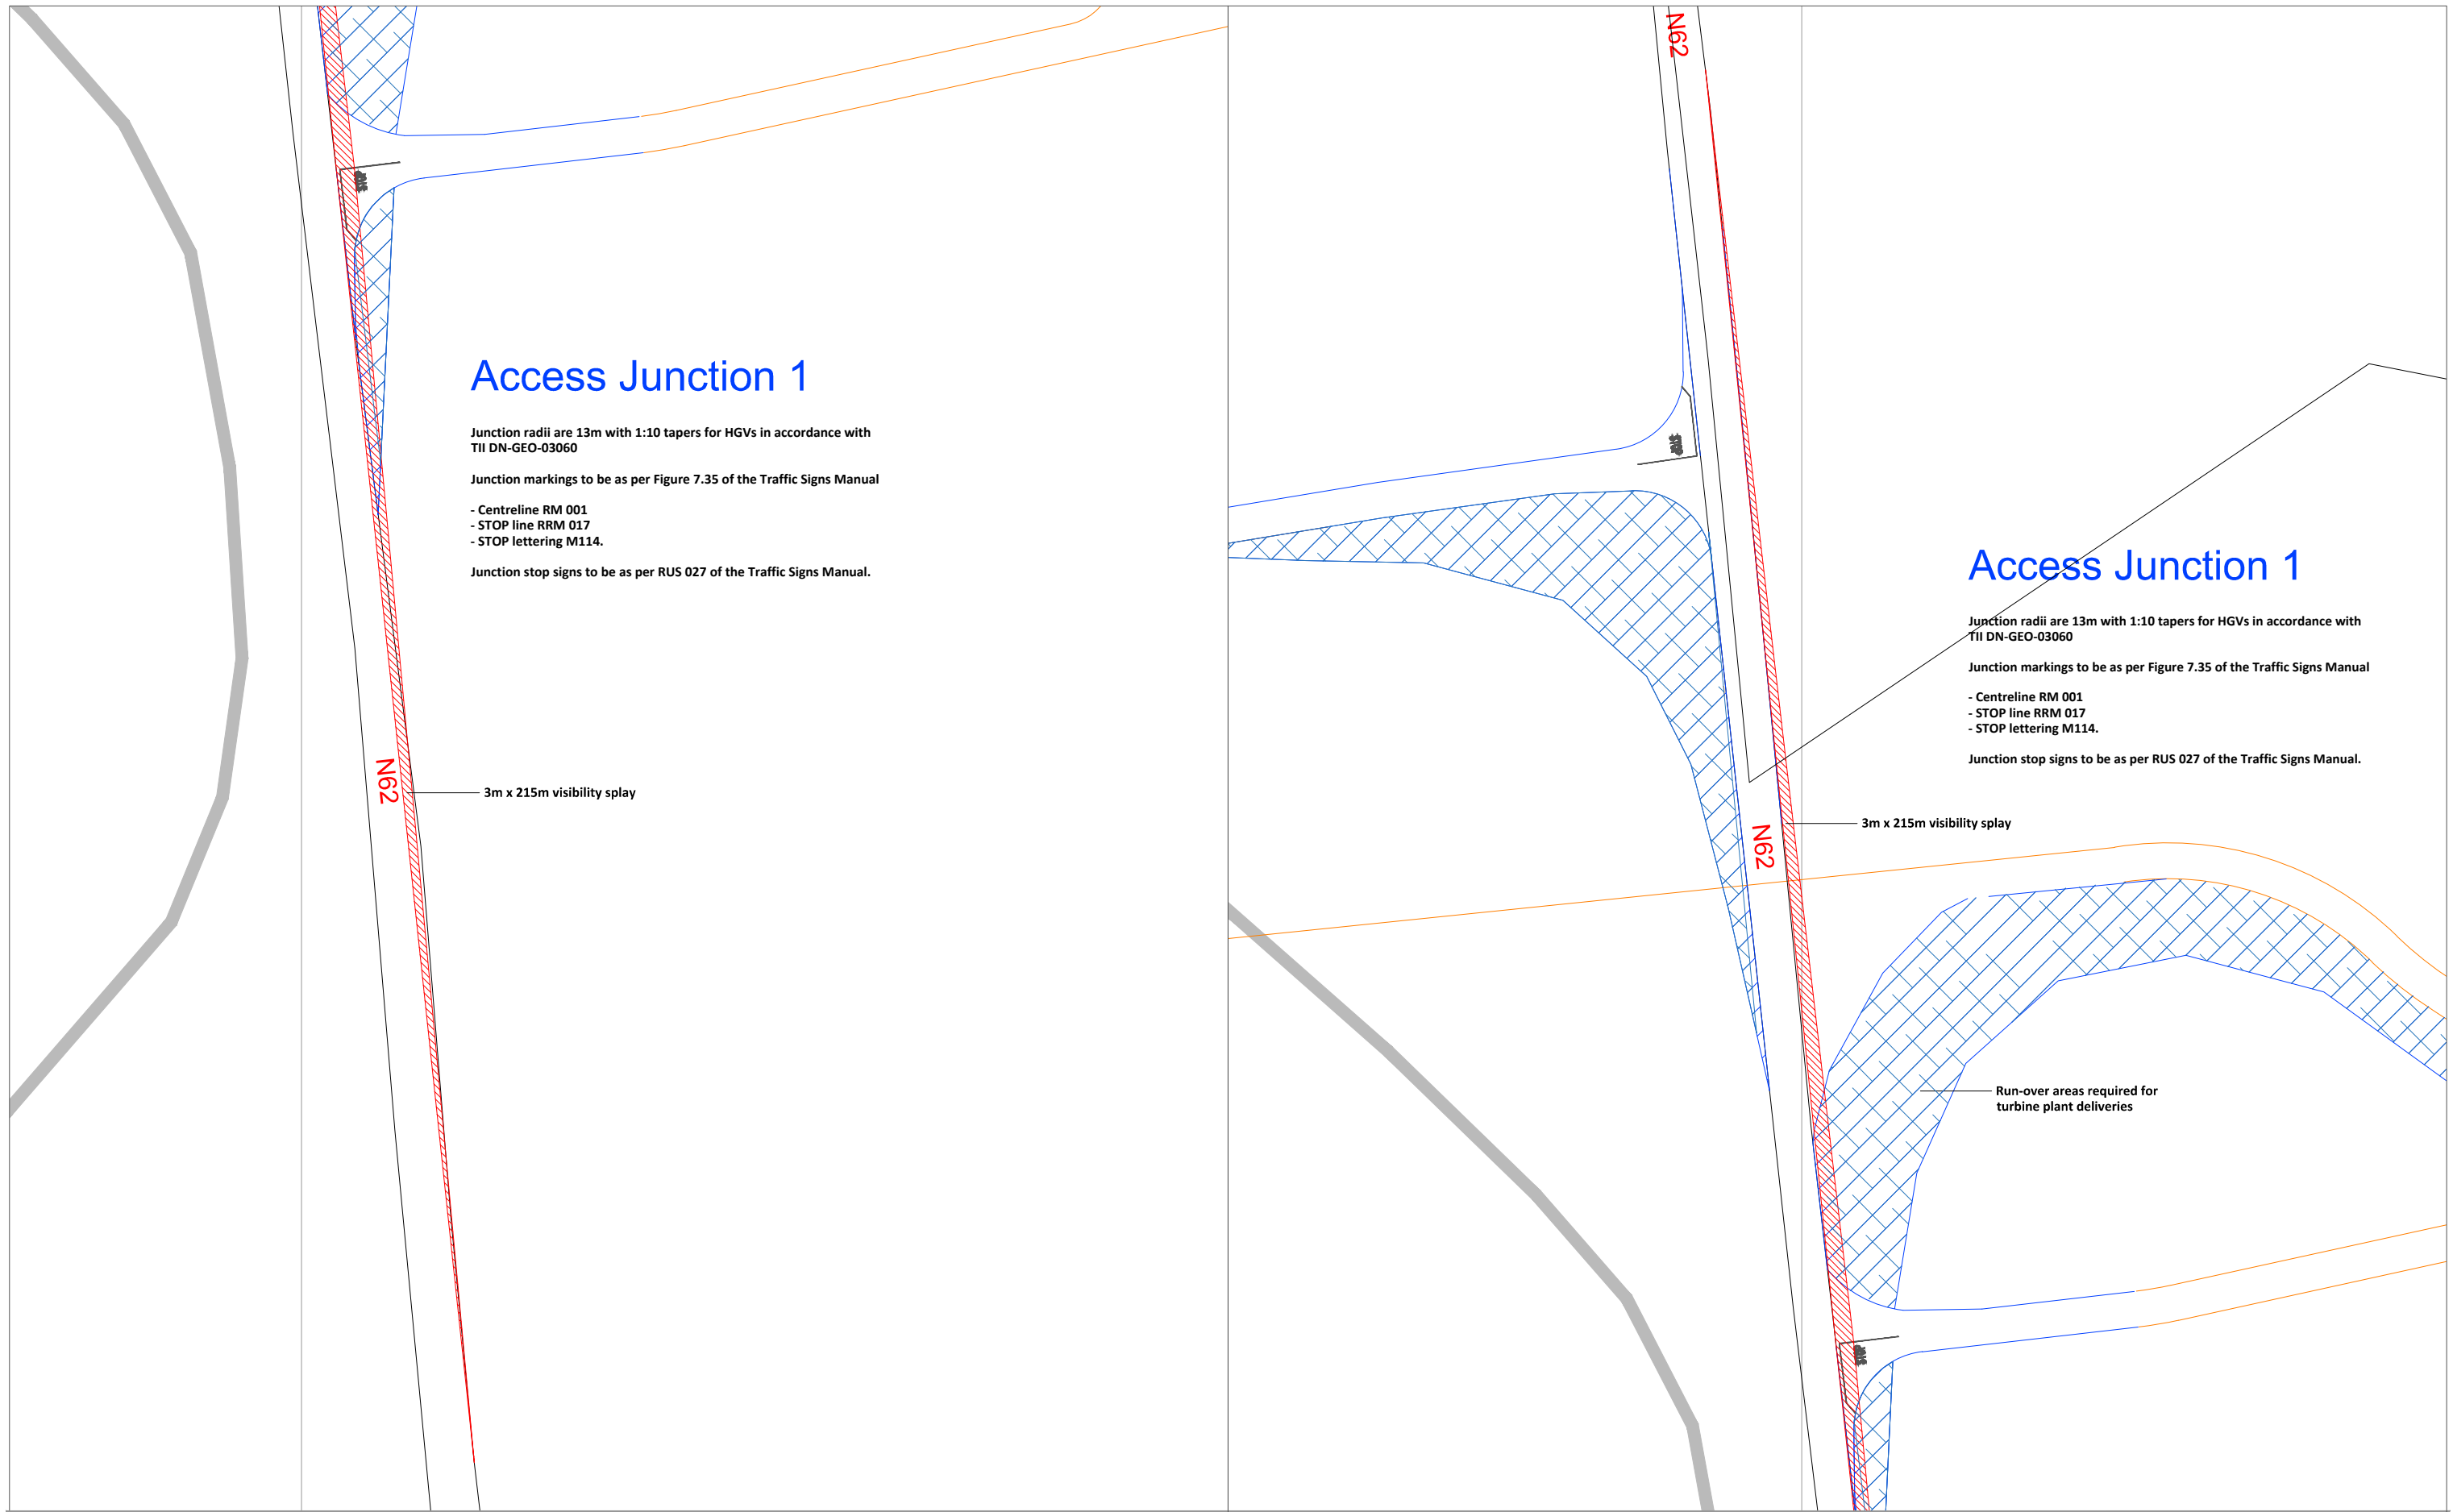 Access Junction 1
Junction radii are 13m with 1:10 tapers for HGVs in accordance with
TII DN-GEO-03060
Junction markings to be as per Figure 7.35 of the Traffic Signs Manual
- Centreline RM 001
- STOP line RRM 017
- STOP lettering M114.
Junction stop signs to be as per RUS 027 of the Traffic Signs Manual.
N62
3m x 215m visibility splay
STOP
N62
STOP
Access Junction 1
Junction radii are 13m with 1:10 tapers for HGVs in accordance with
TII DN-GEO-03060
Junction markings to be as per Figure 7.35 of the Traffic Signs Manual
- Centreline RM 001
- STOP line RRM 017
- STOP lettering M114.
Junction stop signs to be as per RUS 027 of the Traffic Signs Manual.
N62
3m x 215m visibility splay
Run-over areas required for
turbine plant deliveries
STOP